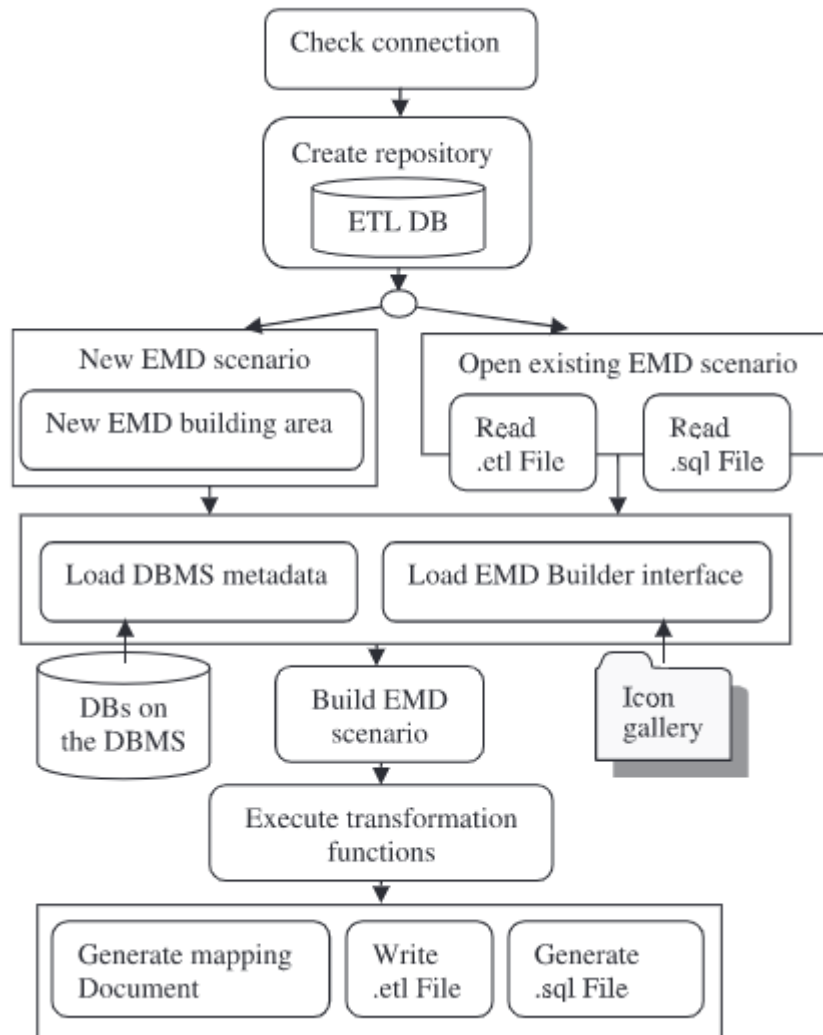 Check connection
Create repository
ETL DB
New EMD scenario
New EMD building area
Open existing EMD scenario
Read
.etl File
Read
.sql File
Load DBMS metadata
Load EMD Builder interface
DBs on
the DBMS
Build EMD
scenario
Icon
gallery
Execute transformation
functions
Generate mapping
Document
Write
.etl File
Generate
.sql File